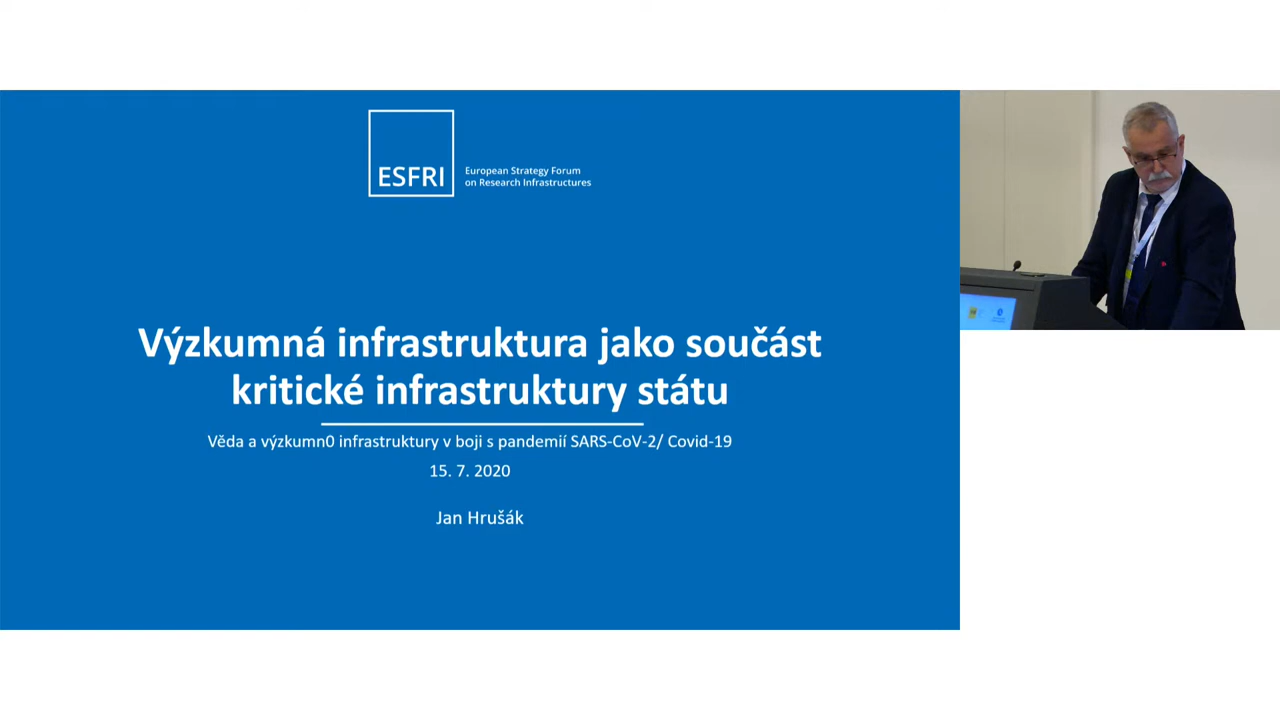 ESFRI
European Strategy Forum
on Research Infrastructures
Výzkumná infrastruktura jako součást
kritické infrastruktury státu
Věda a výzkumn0 infrastruktury v boji s pandemií SARS-CoV-2/ Covid-19
15. 7. 2020
Jan Hrušák